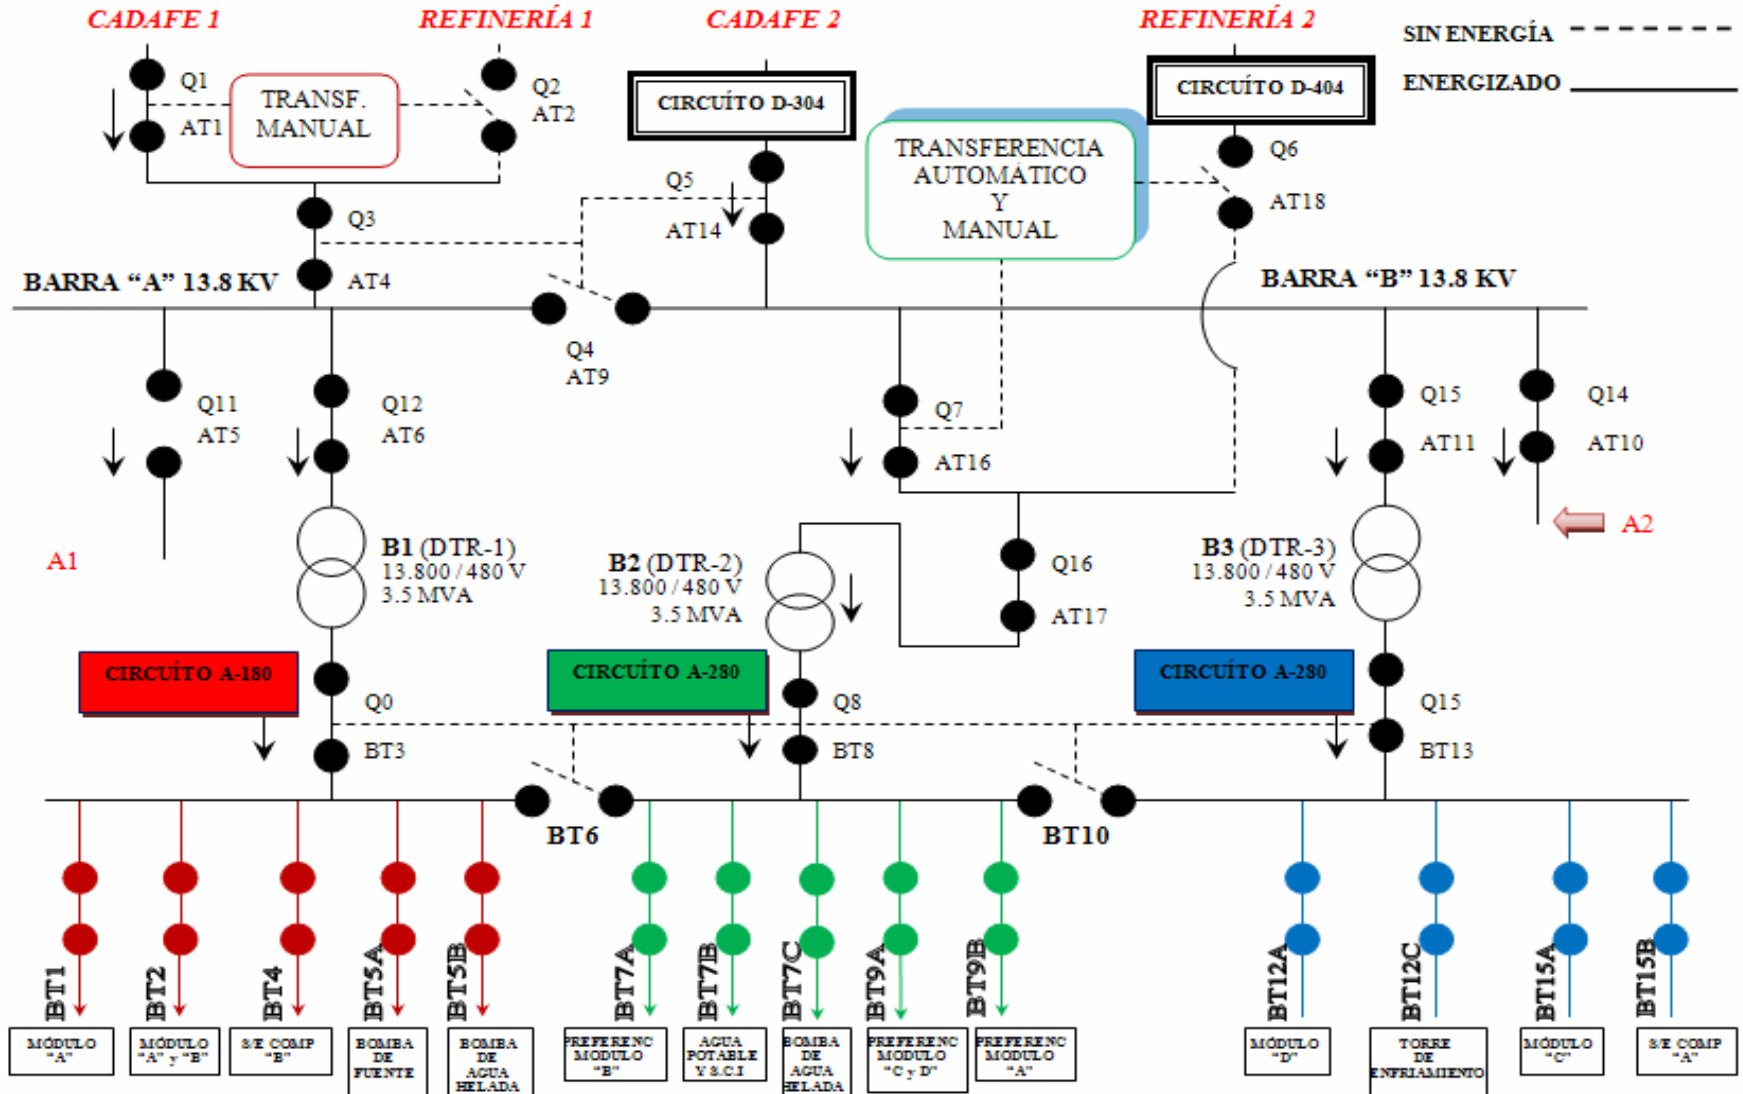 CADAFE 1
REFINERÍA 1
CADAFE 2
REFINERÍA 2
SIN ENERGÍA
ENERGIZADO
Q1
AT1
TRANSF.
MANUAL
Q2
AT2
CIRCUÍTO D-304
CIRCUÍTO D-404
TRANSFERENCIA
AUTOMÁTICO
Y
MANUAL
Q6
AT18
Q3
AT4
Q5
AT14
BARRA “A” 13.8 KV
BARRA “B” 13.8 KV
Q4
AT9
Q11
AT5
Q12
AT6
Q7
AT16
Q15
AT11
Q14
AT10
A1
B1 (DTR-1)
13.800 / 480 V
3.5 MVA
B2 (DTR-2)
13.800 / 480 V
3.5 MVA
Q16
AT17
B3 (DTR-3)
13.800 / 480 V
3.5 MVA
A2
CIRCUÍTO A-180
CIRCUÍTO A-280
CIRCUÍTO A-280
Q0
BT3
Q8
BT8
Q15
BT13
BT6
BT10
BT1
BT2
BT4
BT5A
BT5B
BT7A
BT7B
BT7C
BT9A
BT9B
BT12A
BT12C
BT15A
BT15B
MÓDULO
“A”
MÓDULO
“A” y “B”
S/E COMP
“B”
BOMBA
DE
FUENTE
BOMBA
DE
AGUA
HELADA
PREFERENC
MODULO
“B”
AGUA
POTABLE
Y S.C.I
BOMBA
DE
AGUA
HELADA
PREFERENC
MODULO
“C y D”
PREFERENC
MODULO
“A”
MÓDULO
“D”
TORRE
DE
ENFRIAMIENTO
MÓDULO
“C”
S/E COMP
“A”